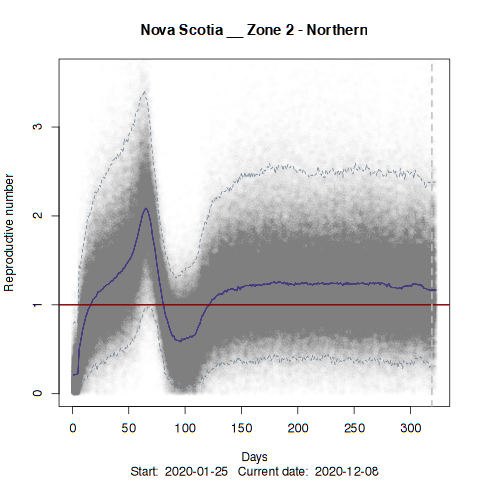 Nova Scotia __ Zone 2 - Northern
Reproductive number
3
2
1
0
0 50 100 150 200 250 300
Days
Start: 2020-01-25 Current date: 2020-12-08